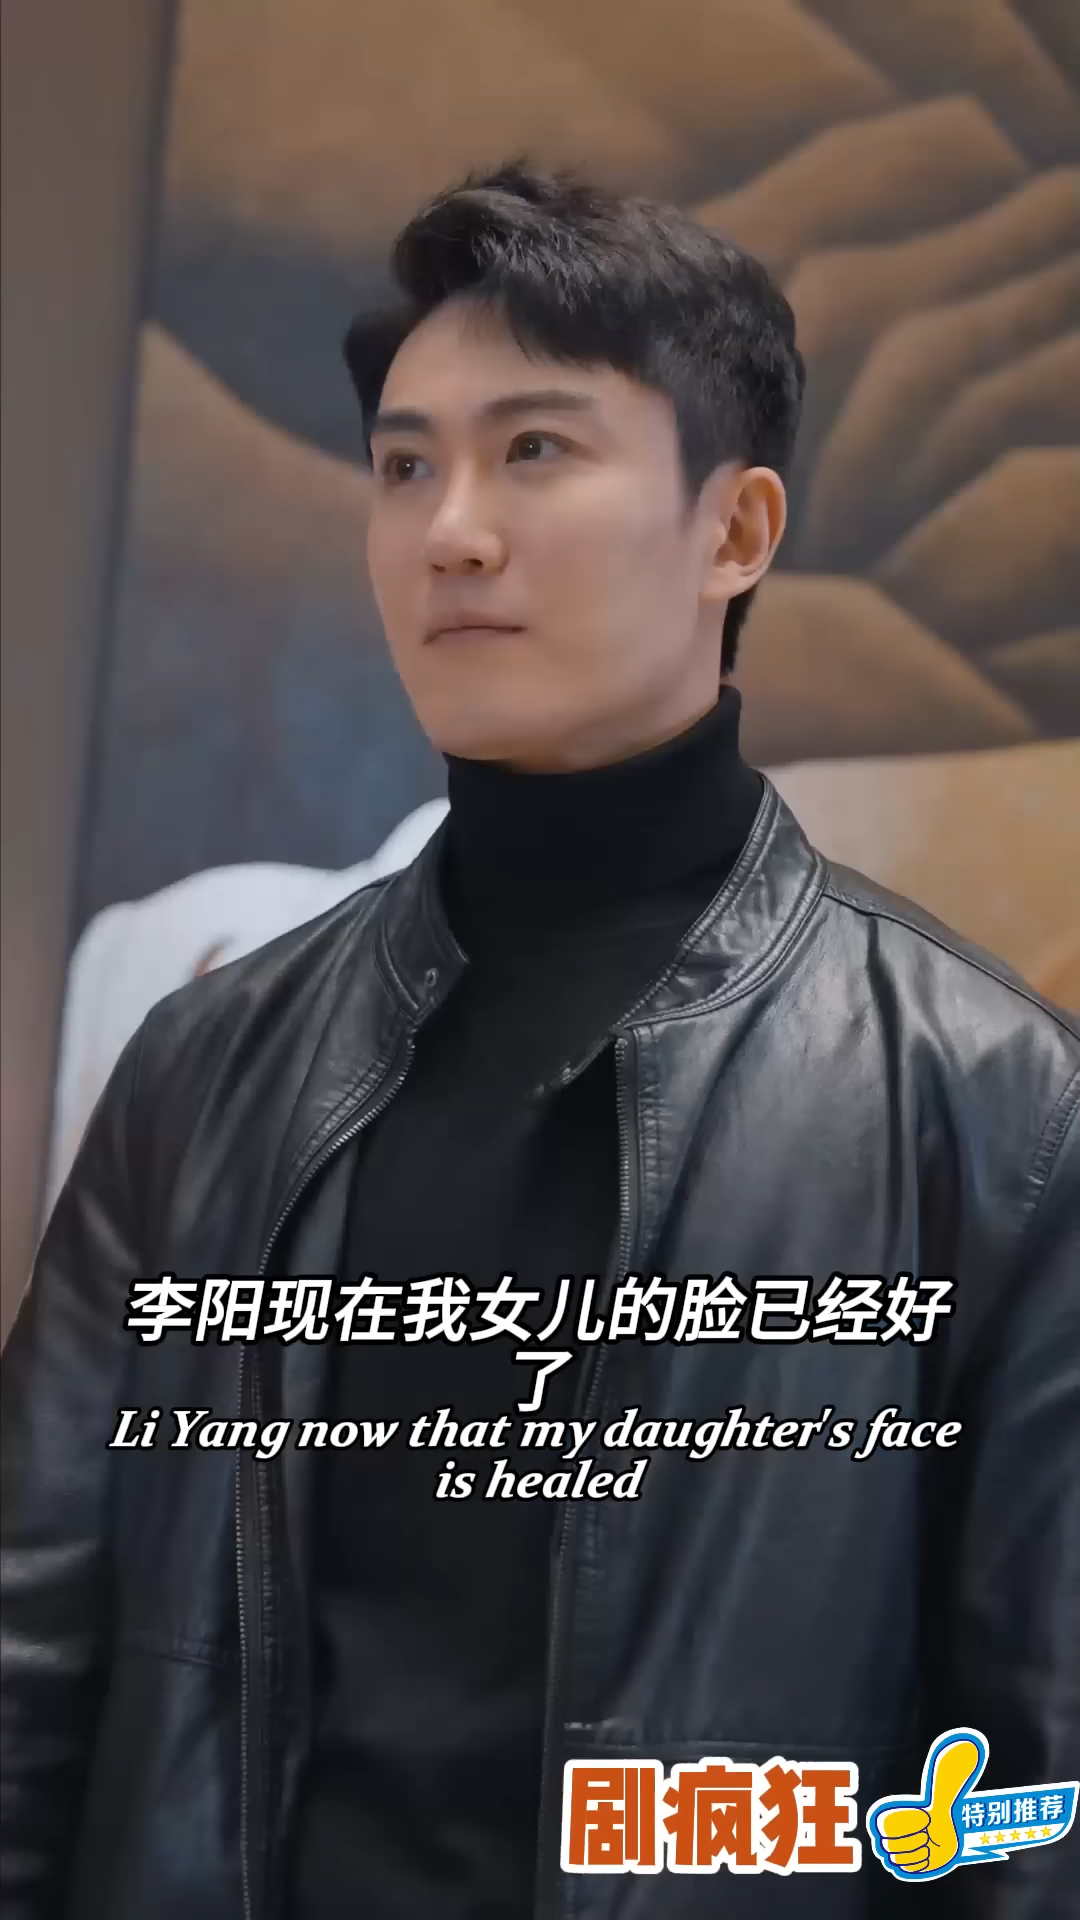 李阳现在我女儿的脸已经好
了
Li Yang now that my daughter's face
is healed
剧疯狂
特别推荐